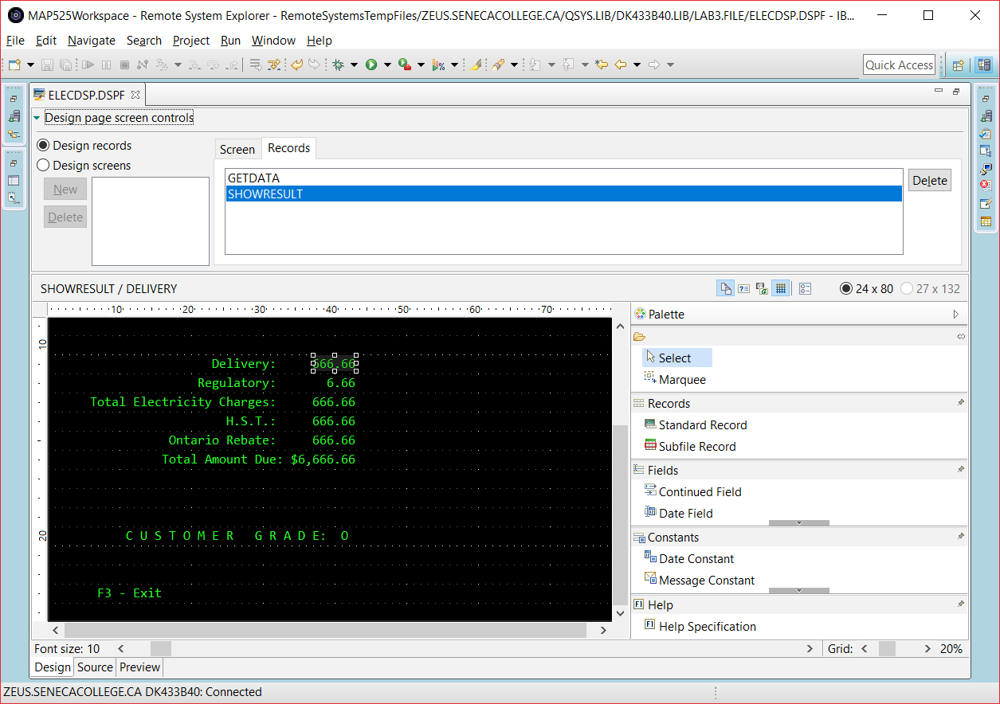 MAP525Workspace - Remote System Explorer - RemoteSystemsTempFiles/ZEUS.SENECACOLLEGE.CA/QSYS.LIB/DK433B40.LIB/LAB3.FILE/ELECDSP.DSPF - IB...
File Edit Navigate Search Project Run Window Help
Quick Access
ELECDSP.DSPF
Design page screen controls
Design records
Design screens
New
Delete
Screen Records
GETDATA
SHOWRESULT
Delete
SHOWRESULT / DELIVERY
24 x 80 27 x 132
10 20 30 40 50 60 70
10
Delivery: 666.66
Regulatory: 6.66
Total Electricity Charges: 666.66
H.S.T.: 666.66
Ontario Rebate: 666.66
Total Amount Due: $6,666.66
20
C U S T O M E R G R A D E: O
F3 - Exit
Palette
Select
Marquee
Records
Standard Record
Subfile Record
Fields
Continued Field
Date Field
Constants
Date Constant
Message Constant
Help
Help Specification
Font size: 10
Grid: 20%
Design Source Preview
ZEUS.SENECACOLLEGE.CA DK433B40: Connected